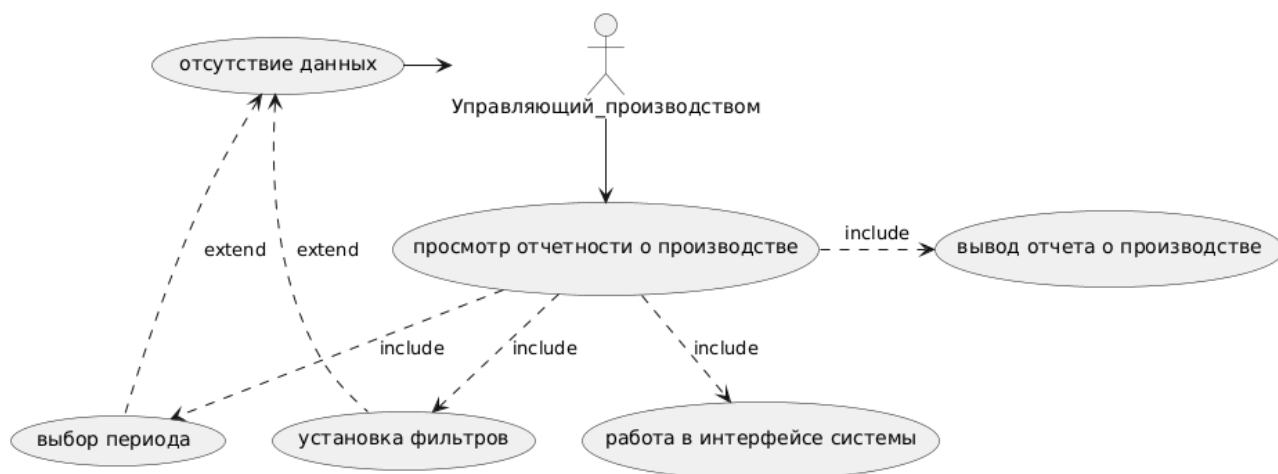 отсутствие данных
Управляющий_производством
extend
extend
просмотр отчетности о производстве
include
вывод отчета о производстве
include
include
include
выбор периода
установка фильтров
работа в интерфейсе системы